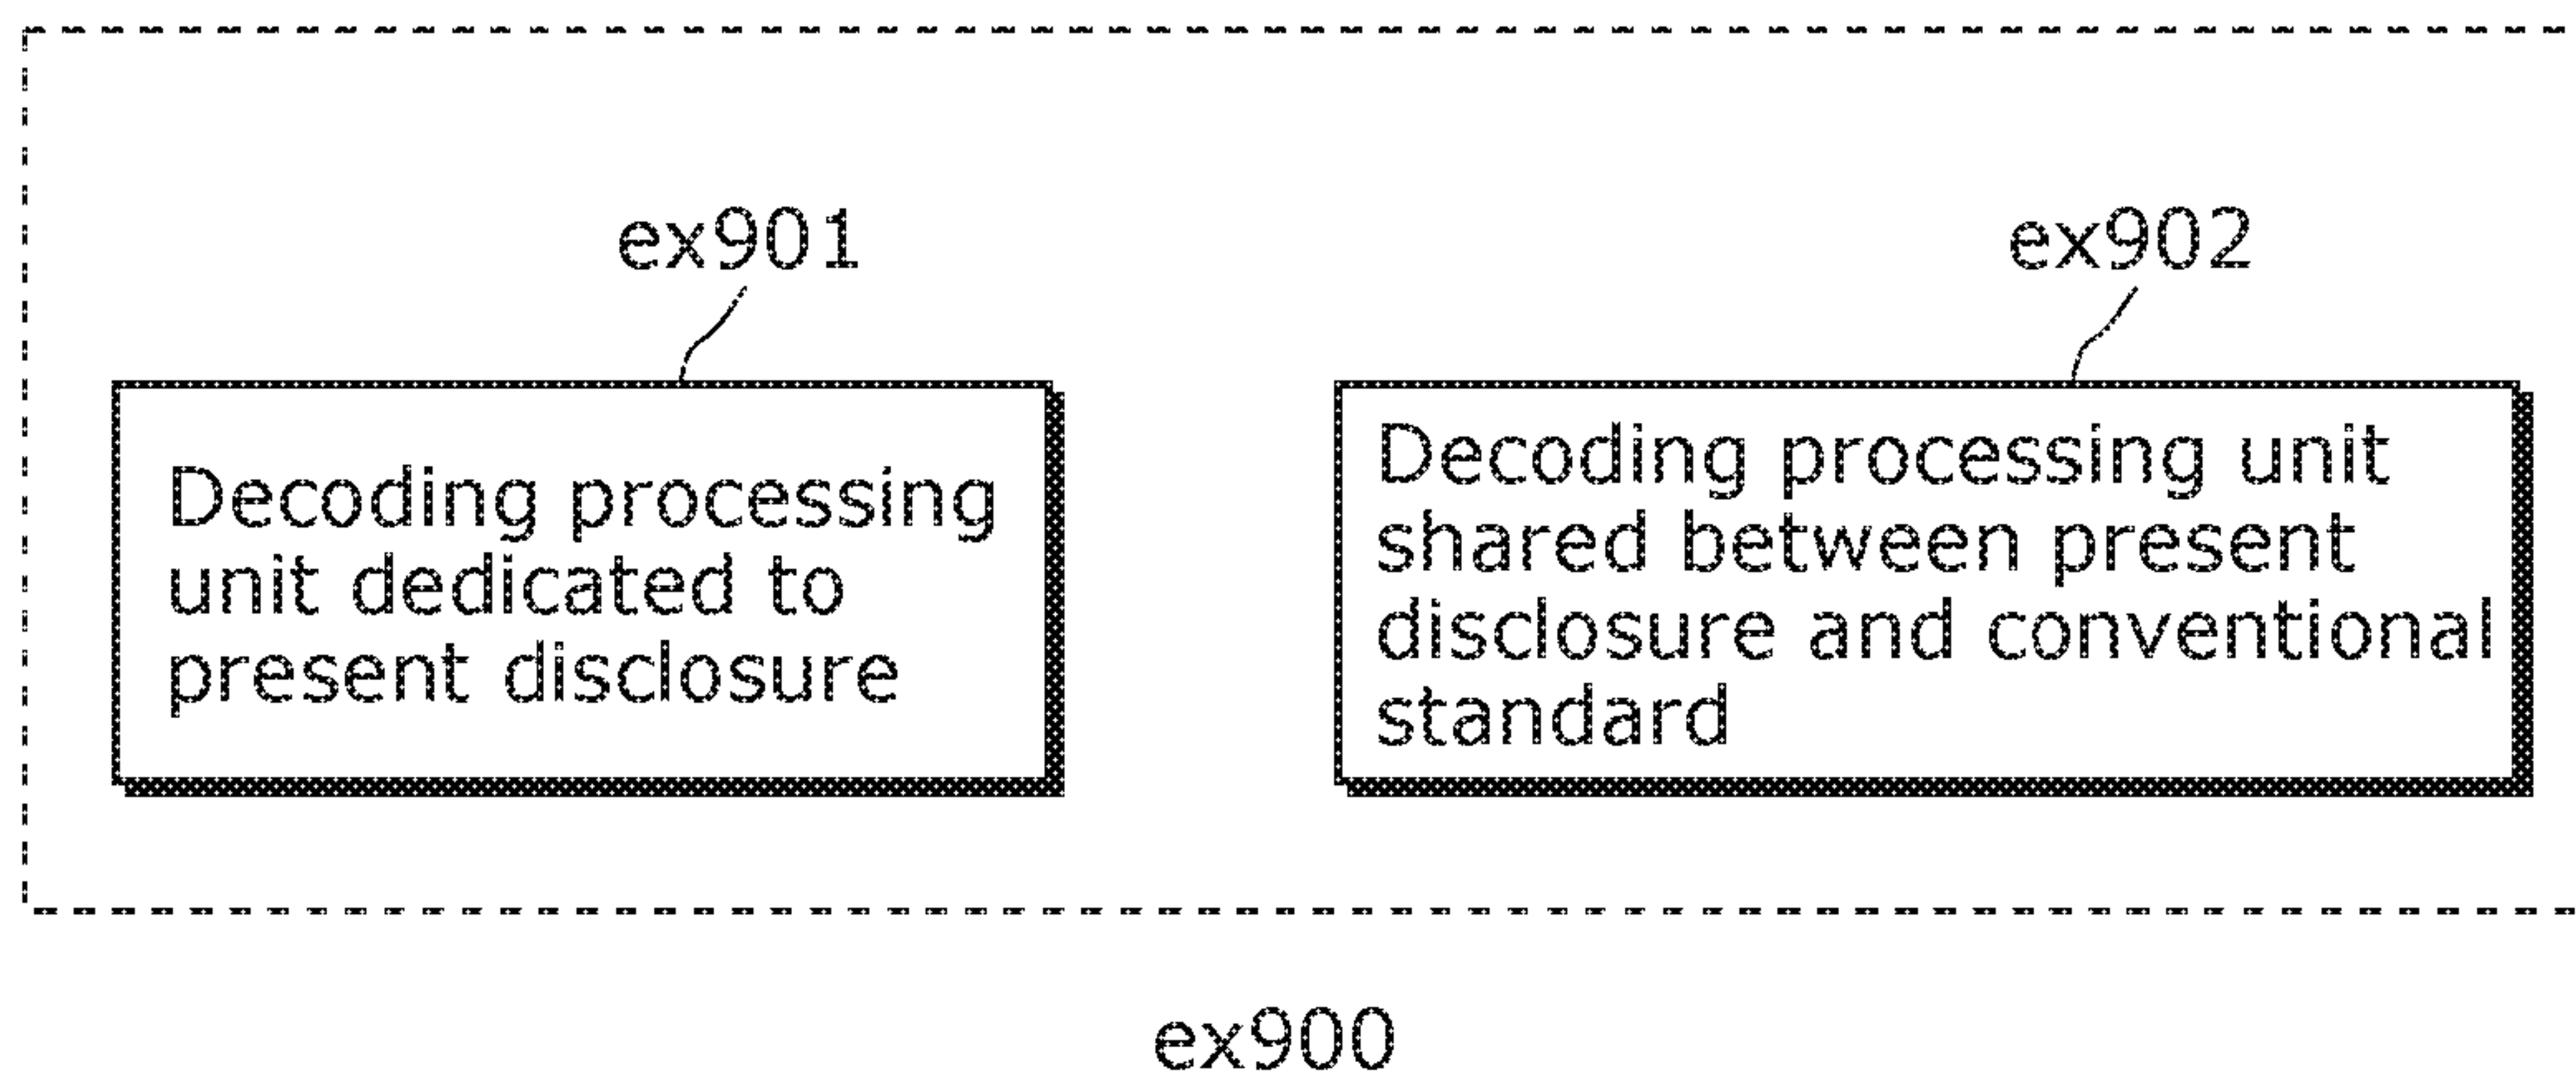 ex901
Decoding processing
unit dedicated to
present disclosure
ex902
Decoding processing unit
shared between present
disclosure and conventional
standard
ex900